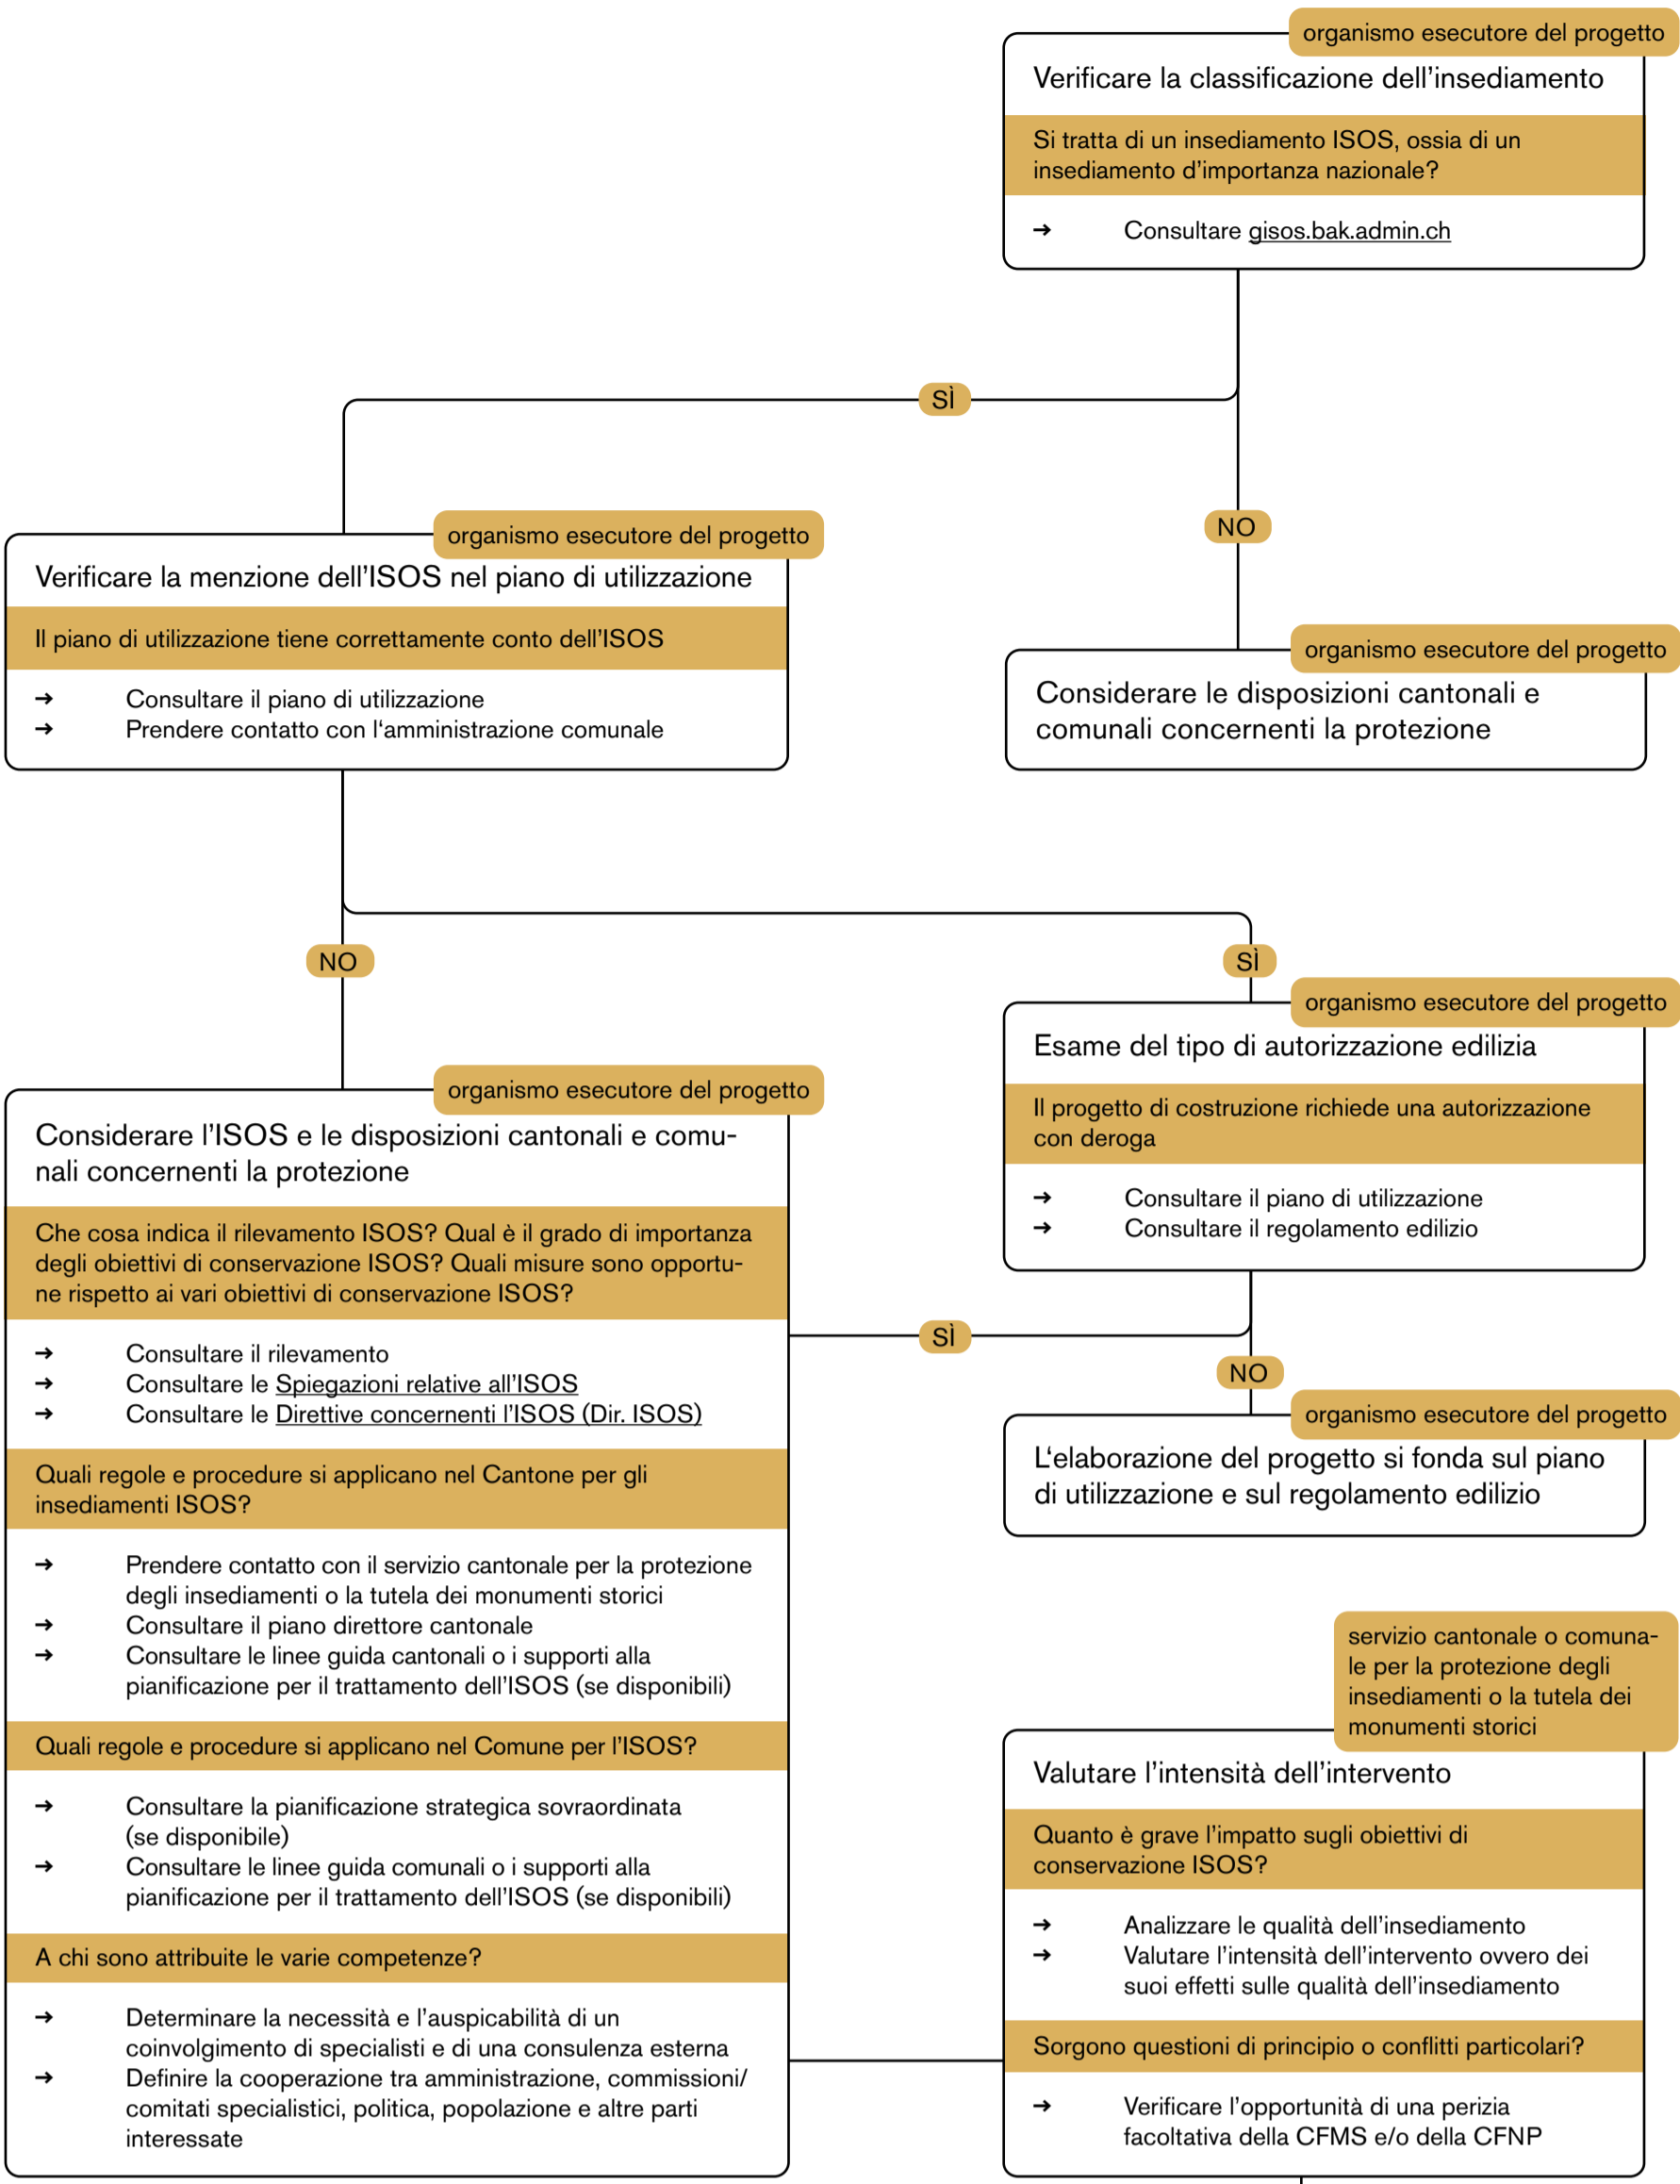 organismo esecutore del progetto
Verificare la classificazione dell’insediamento
Si tratta di un insediamento ISOS, ossia di un
insediamento d’importanza nazionale?
→ Consultare gisos.bak.admin.ch
SÌ
NO
organismo esecutore del progetto
Verificare la menzione dell’ISOS nel piano di utilizzazione
Il piano di utilizzazione tiene correttamente conto dell’ISOS
→ Consultare il piano di utilizzazione
→ Prendere contatto con l‘amministrazione comunale
organismo esecutore del progetto
Considerare le disposizioni cantonali e
comunali concernenti la protezione
NO
SÌ
organismo esecutore del progetto
Esame del tipo di autorizzazione edilizia
Il progetto di costruzione richiede una autorizzazione
con deroga
→ Consultare il piano di utilizzazione
→ Consultare il regolamento edilizio
organismo esecutore del progetto
Considerare l’ISOS e le disposizioni cantonali e comu-
nali concernenti la protezione
Che cosa indica il rilevamento ISOS? Qual è il grado di importanza
degli obiettivi di conservazione ISOS? Quali misure sono opportu-
ne rispetto ai vari obiettivi di conservazione ISOS?
→ Consultare il rilevamento
→ Consultare le Spiegazioni relative all’ISOS
→ Consultare le Direttive concernenti l’ISOS (Dir. ISOS)
Quali regole e procedure si applicano nel Cantone per gli
insediamenti ISOS?
→ Prendere contatto con il servizio cantonale per la protezione
degli insediamenti o la tutela dei monumenti storici
→ Consultare il piano direttore cantonale
→ Consultare le linee guida cantonali o i supporti alla
pianificazione per il trattamento dell’ISOS (se disponibili)
Quali regole e procedure si applicano nel Comune per l’ISOS?
→ Consultare la pianificazione strategica sovraordinata
(se disponibile)
→ Consultare le linee guida comunali o i supporti alla
pianificazione per il trattamento dell’ISOS (se disponibili)
A chi sono attribuite le varie competenze?
→ Determinare la necessità e l’auspicabilità di un
coinvolgimento di specialisti e di una consulenza esterna
→ Definire la cooperazione tra amministrazione, commissioni/
comitati specialistici, politica, popolazione e altre parti
interessate
SÌ
NO
organismo esecutore del progetto
L‘elaborazione del progetto si fonda sul piano
di utilizzazione e sul regolamento edilizio
servizio cantonale o comuna-
le per la protezione degli
insediamenti o la tutela dei
monumenti storici
Valutare l’intensità dell’intervento
Quanto è grave l’impatto sugli obiettivi di
conservazione ISOS?
→ Analizzare le qualità dell’insediamento
→ Valutare l’intensità dell’intervento ovvero dei
suoi effetti sulle qualità dell’insediamento
Sorgono questioni di principio o conflitti particolari?
→ Verificare l’opportunità di una perizia
facoltativa della CFMS e/o della CFNP